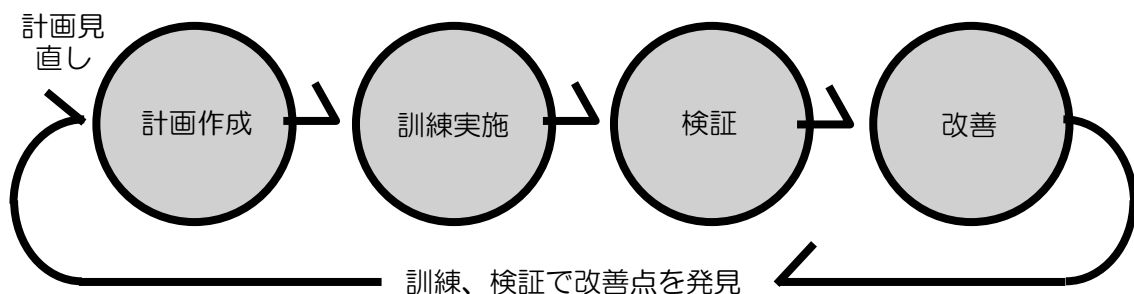 計画見
直し
計画作成
訓練実施
検証
改善
訓練、検証で改善点を発見